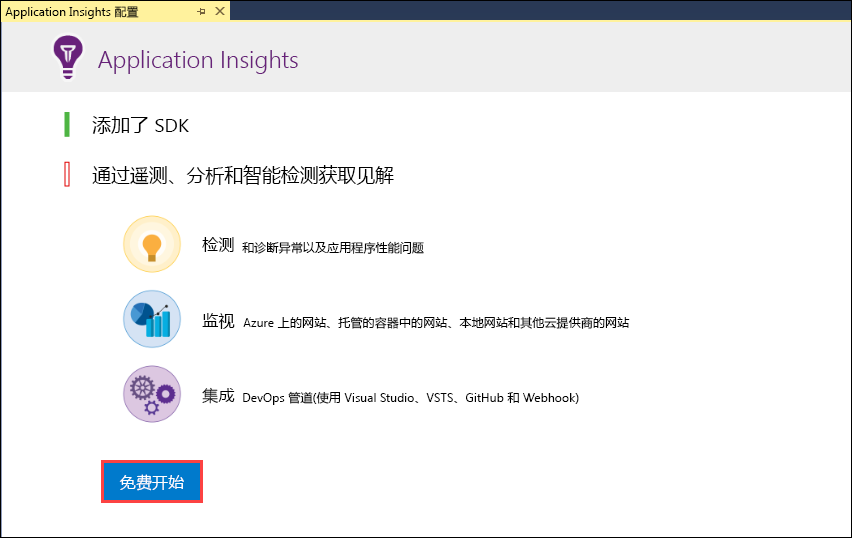 Application Insights 配置
Application Insights
添加了 SDK
通过遥测、分析和智能检测获取见解
检测 和诊断异常以及应用程序性能问题
监视 Azure 上的网站、托管的容器中的网站、本地网站和其他云提供商的网站
集成 DevOps 管道(使用 Visual Studio、VSTS、GitHub 和 Webhook)
免费开始